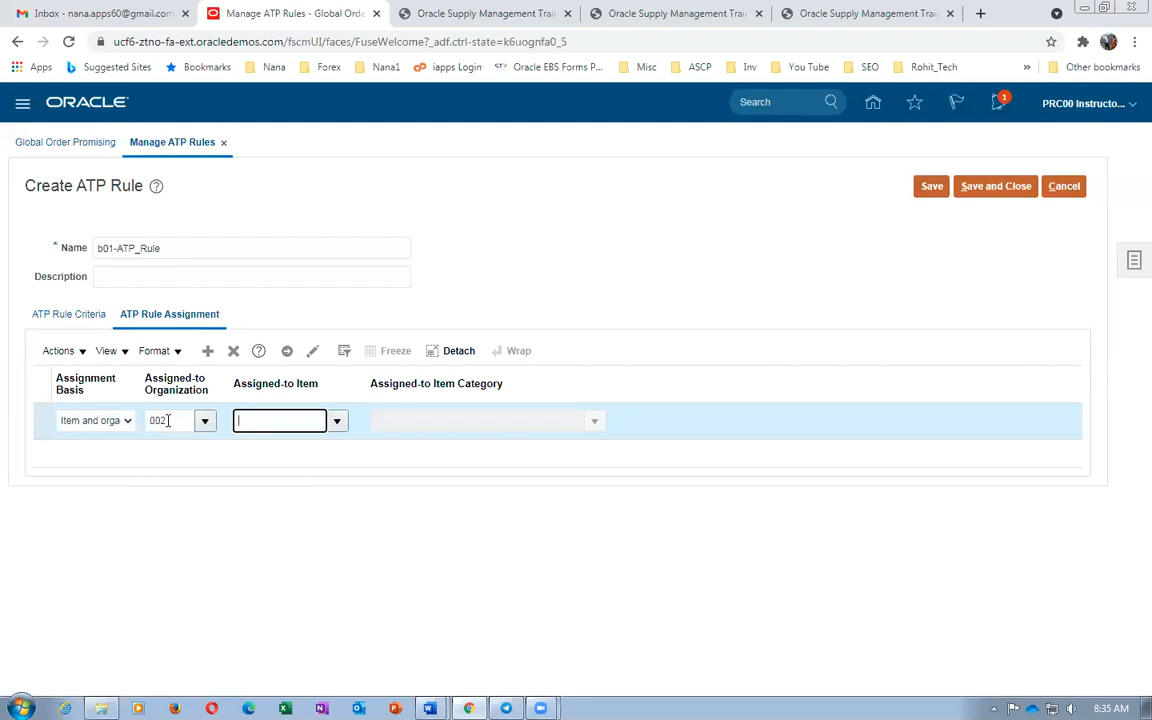 Inbox - nana.apps60@gmail.com
Manage ATP Rules - Global Orde
Oracle Supply Management Train
Oracle Supply Management Train
Oracle Supply Management Train
ucf6-ztno-fa-ext.oracledemos.com/fscmUI/faces/FuseWelcome?_adf.ctrl-state=k6uognfa0_5
Apps Suggested Sites Bookmarks Nana Forex Nana1 iapps Login Oracle EBS Forms P... Misc ASCP Inv You Tube SEO Rohit_Tech » Other bookmarks
ORACLE Search 1 PRC00 Instructo...
Global Order Promising Manage ATP Rules
Create ATP Rule Save Save and Close Cancel
* Name b01-ATP_Rule
Description
ATP Rule Criteria ATP Rule Assignment
Actions View Format Freeze Detach Wrap
Assignment Basis Assigned-to Organization Assigned-to Item Assigned-to Item Category
Item and orga 002
8:35 AM